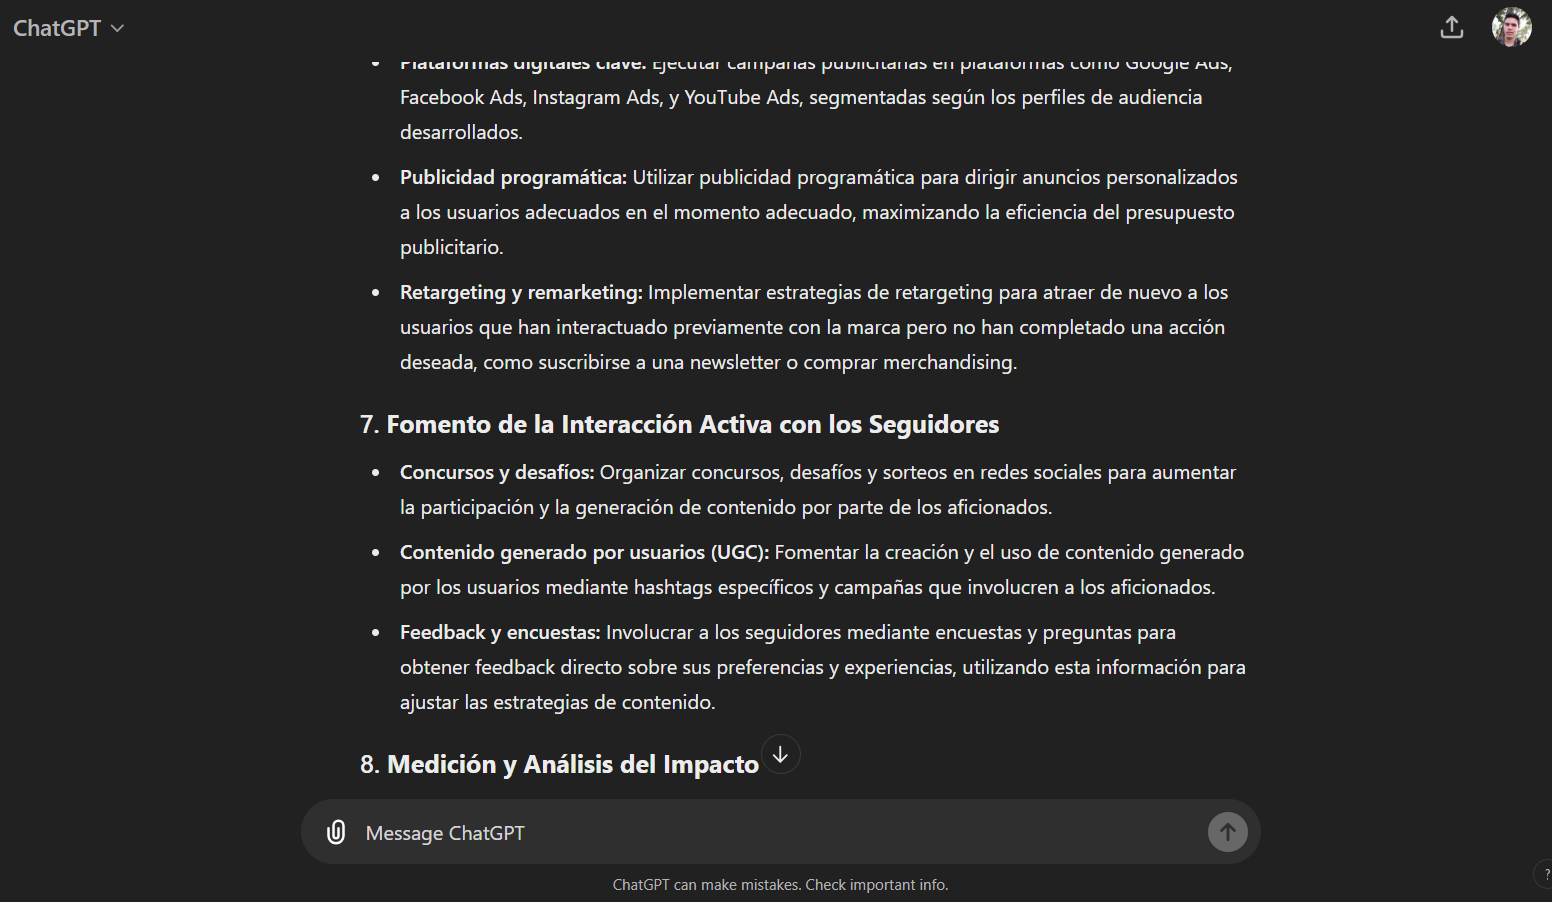 ChatGPT
Plataformas digitales clave: Ejecutar campañas publicitarias en plataformas como Google Ads,
Facebook Ads, Instagram Ads, y YouTube Ads, segmentadas según los perfiles de audiencia
desarrollados.
Publicidad programática: Utilizar publicidad programática para dirigir anuncios personalizados
a los usuarios adecuados en el momento adecuado, maximizando la eficiencia del presupuesto
publicitario.
Retargeting y remarketing: Implementar estrategias de retargeting para atraer de nuevo a los
usuarios que han interactuado previamente con la marca pero no han completado una acción
deseada, como suscribirse a una newsletter o comprar merchandising.
7. Fomento de la Interacción Activa con los Seguidores
Concursos y desafíos: Organizar concursos, desafíos y sorteos en redes sociales para aumentar
la participación y la generación de contenido por parte de los aficionados.
Contenido generado por usuarios (UGC): Fomentar la creación y el uso de contenido generado
por los usuarios mediante hashtags específicos y campañas que involucren a los aficionados.
Feedback y encuestas: Involucrar a los seguidores mediante encuestas y preguntas para
obtener feedback directo sobre sus preferencias y experiencias, utilizando esta información para
ajustar las estrategias de contenido.
8. Medición y Análisis del Impacto
Message ChatGPT
ChatGPT can make mistakes. Check important info.
?